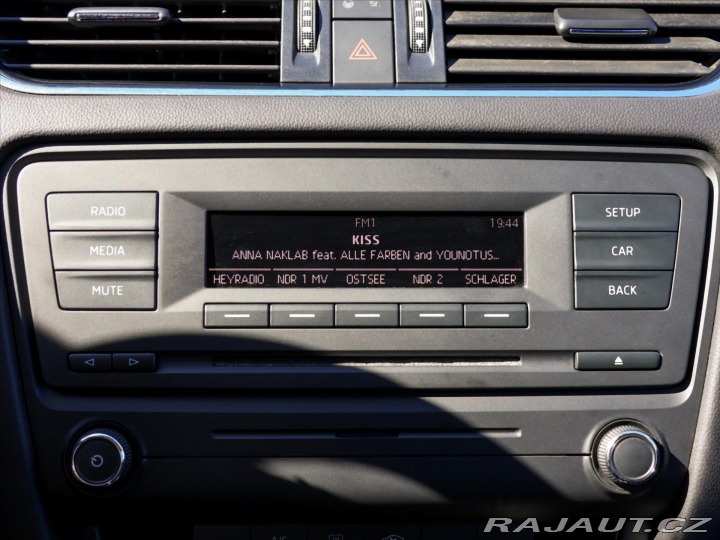 FM1 19:44
KISS
ANNA NAKLAB feat. ALLE FARBEN and YOUNOTUS...
HEYRADIO NDR 1 MV OSTSEE NDR 2 SCHLAGER
RADIO
MEDIA
MUTE
SETUP
CAR
BACK
RAJAUT.CZ